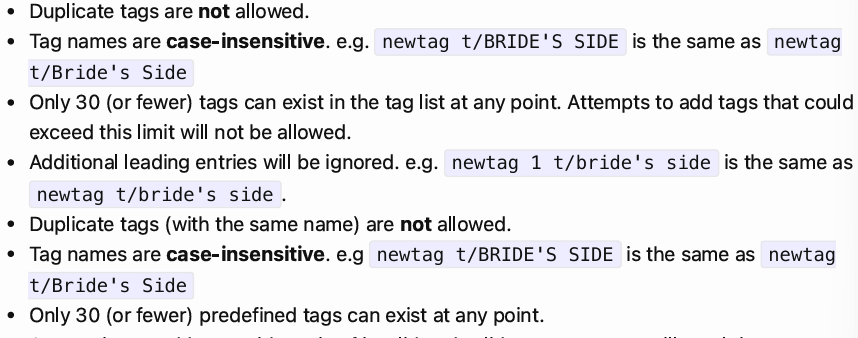 • Duplicate tags are not allowed.
• Tag names are case-insensitive. e.g. newtag t/BRIDE'S SIDE is the same as newtag
t/Bride's Side
• Only 30 (or fewer) tags can exist in the tag list at any point. Attempts to add tags that could
exceed this limit will not be allowed.
• Additional leading entries will be ignored. e.g. newtag 1 t/bride's side is the same as
newtag t/bride's side.
• Duplicate tags (with the same name) are not allowed.
• Tag names are case-insensitive. e.g newtag t/BRIDE'S SIDE is the same as newtag
t/Bride's Side
• Only 30 (or fewer) predefined tags can exist at any point.